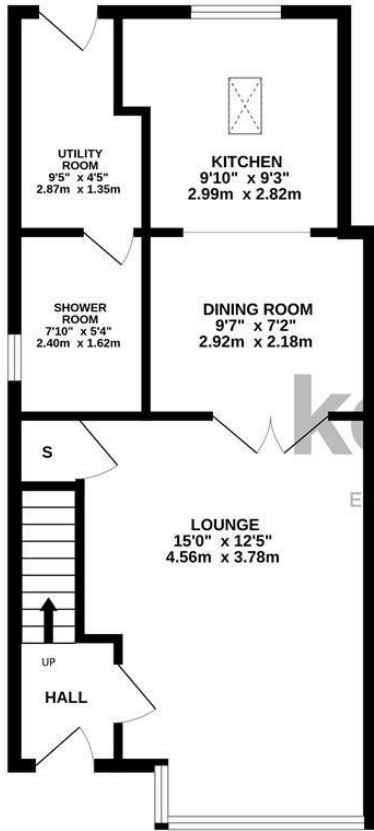 UTILITY
ROOM
9'5" x 4'5"
2.87m x 1.35m
KITCHEN
9'10" x 9'3"
2.99m x 2.82m
SHOWER
ROOM
7'10" x 5'4"
2.40m x 1.62m
DINING ROOM
9'7" x 7'2"
2.92m x 2.18m
S
LOUNGE
15'0" x 12'5"
4.56m x 3.78m
UP
HALL